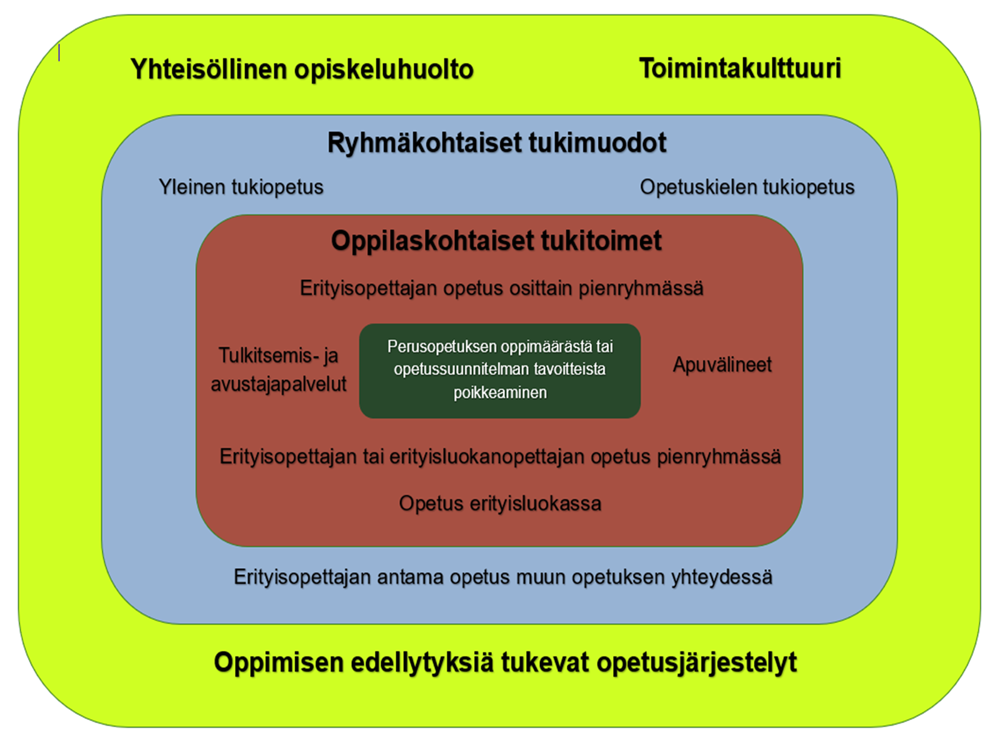 Yhteisöllinen opiskeluhuolto
Toimintakulttuuri
Ryhmäkohtaiset tukimuodot
Yleinen tukiopetus
Opetuskielen tukiopetus
Oppilaskohtaiset tukitoimet
Erityisopettajan opetus osittain pienryhmässä
Tulkitsemis- ja
avustajapalvelut
Perusopetuksen oppimäärästä tai
opetussuunnitelman tavoitteista
poikkeaminen
Apuvälineet
Erityisopettajan tai erityisluokanopettajan opetus pienryhmässä
Opetus erityisluokassa
Erityisopettajan antama opetus muun opetuksen yhteydessä
Oppimisen edellytyksiä tukevat opetusjärjestelyt